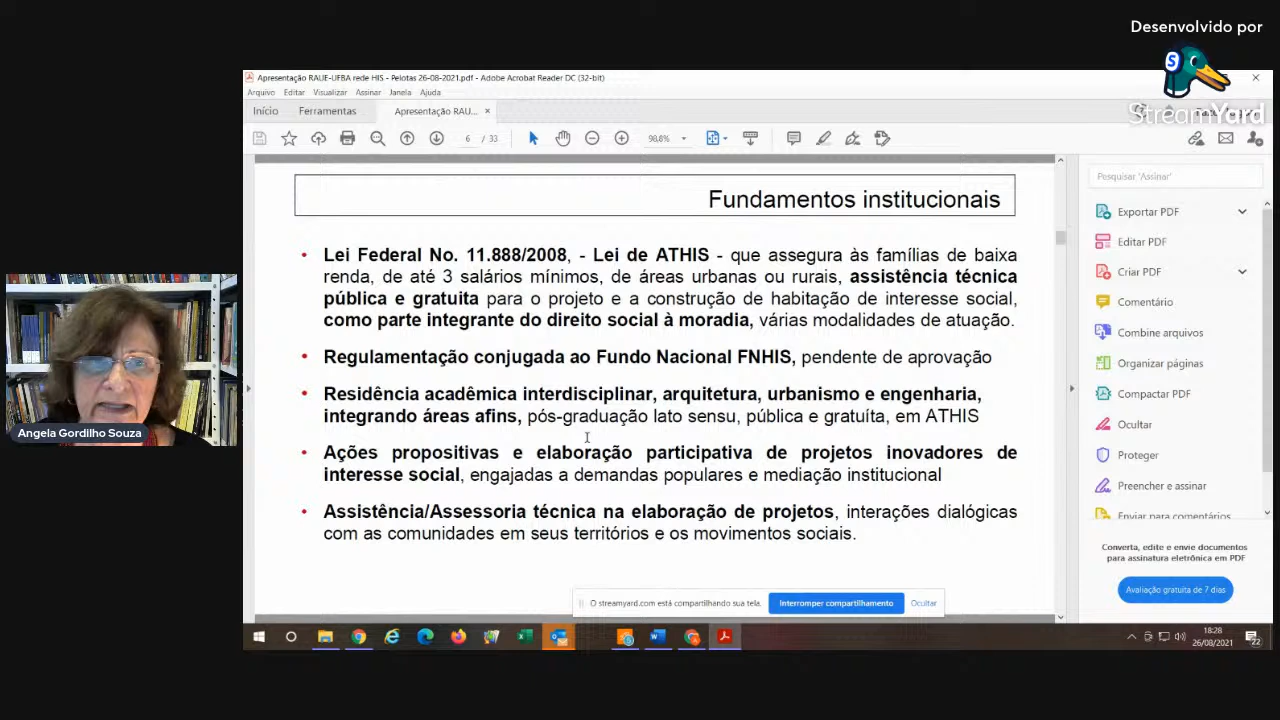 Desenvolvido por
StreamYard
Apresentação RAUE-UFBA rede HIS - Pelotas 26-08-2021.pdf - Adobe Acrobat Reader DC (32-bit)
Arquivo Editar Visualizar Assinar Janela Ajuda
Início Ferramentas Apresentação RAU... ×
6 / 33 98,8%
Pesquisar 'Assinar'
Exportar PDF
Editar PDF
Criar PDF
Comentário
Combine arquivos
Organizar páginas
Compactar PDF
Ocultar
Proteger
Preencher e assinar
Enviar para comentários
Converta, edite e envie documentos
para assinatura eletrônica em PDF
Avaliação gratuita de 7 dias
Fundamentos institucionais
• Lei Federal No. 11.888/2008, - Lei de ATHIS - que assegura às famílias de baixa
renda, de até 3 salários mínimos, de áreas urbanas ou rurais, assistência técnica
pública e gratuita para o projeto e a construção de habitação de interesse social,
como parte integrante do direito social à moradia, várias modalidades de atuação.
• Regulamentação conjugada ao Fundo Nacional FNHIS, pendente de aprovação
• Residência acadêmica interdisciplinar, arquitetura, urbanismo e engenharia,
integrando áreas afins, pós-graduação lato sensu, pública e gratuíta, em ATHIS
• Ações propositivas e elaboração participativa de projetos inovadores de
interesse social, engajadas a demandas populares e mediação institucional
• Assistência/Assessoria técnica na elaboração de projetos, interações dialógicas
com as comunidades em seus territórios e os movimentos sociais.
Angela Gordilho Souza
O streamyard.com está compartilhando sua tela. Interromper compartilhamento Ocultar
18:28
26/08/2021
22